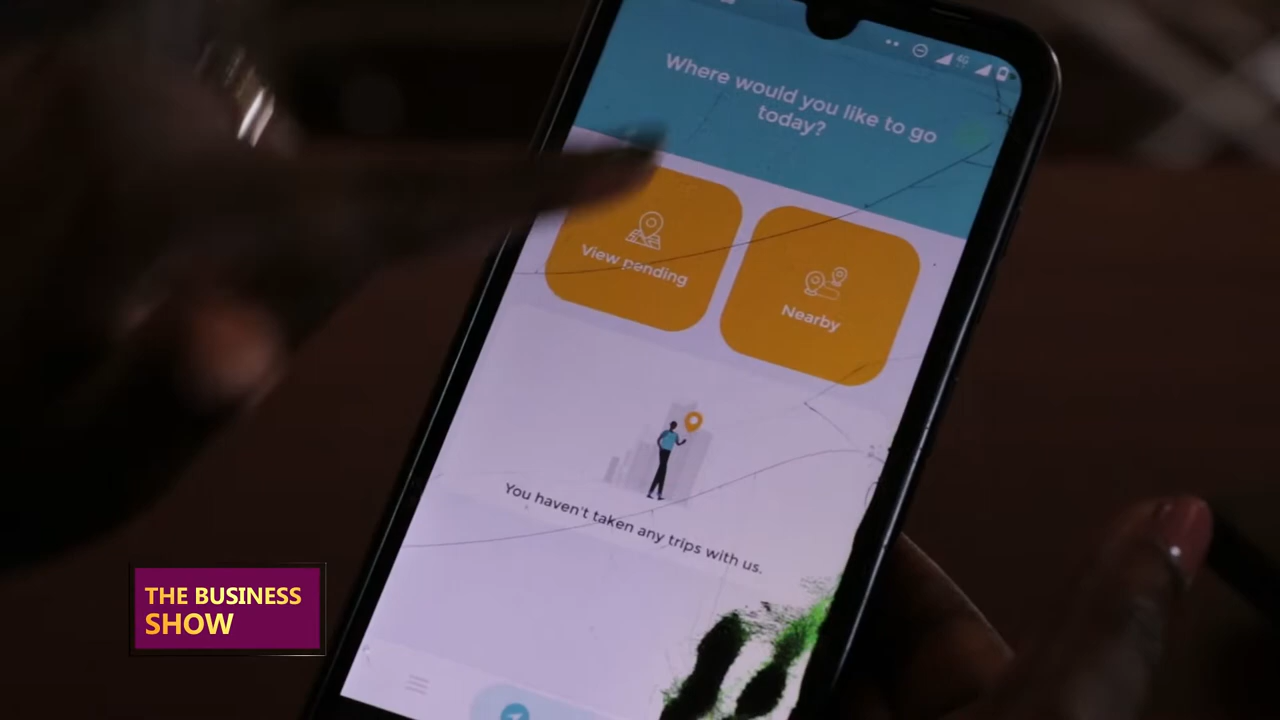 4G
Where would you like to go
today?
View pending
Nearby
You haven't taken any trips with us.
THE BUSINESS
SHOW